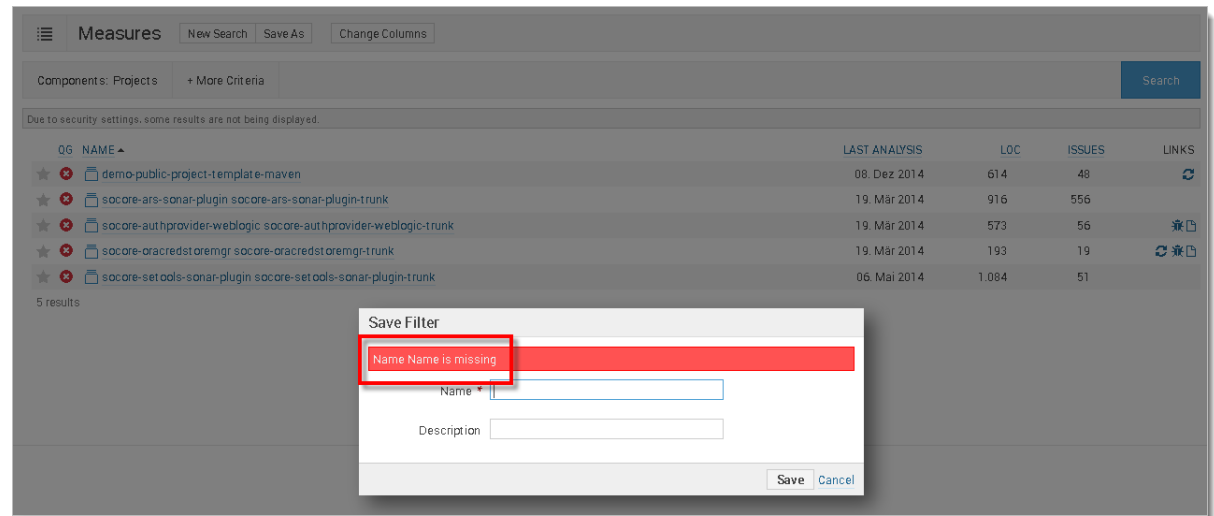 Measures New Search Save As Change Columns
Components: Projects + More Criteria Search
Due to security settings, some results are not being displayed.
QG NAME LAST ANALYSIS LOC ISSUES LINKS
demo-public-project-template-maven 08. Dez 2014 614 48
socore-ars-sonar-plugin socore-ars-sonar-plugin-trunk 19. Mär 2014 916 556
socore-authprovider-weblogic socore-authprovider-weblogic-trunk 19. Mär 2014 573 56
socore-oracredstoremgr socore-oracredstoremgr-trunk 19. Mär 2014 193 19
socore-setools-sonar-plugin socore-setools-sonar-plugin-trunk 06. Mai 2014 1.084 51
5 results
Save Filter
Name Name is missing
Name *
Description
Save Cancel